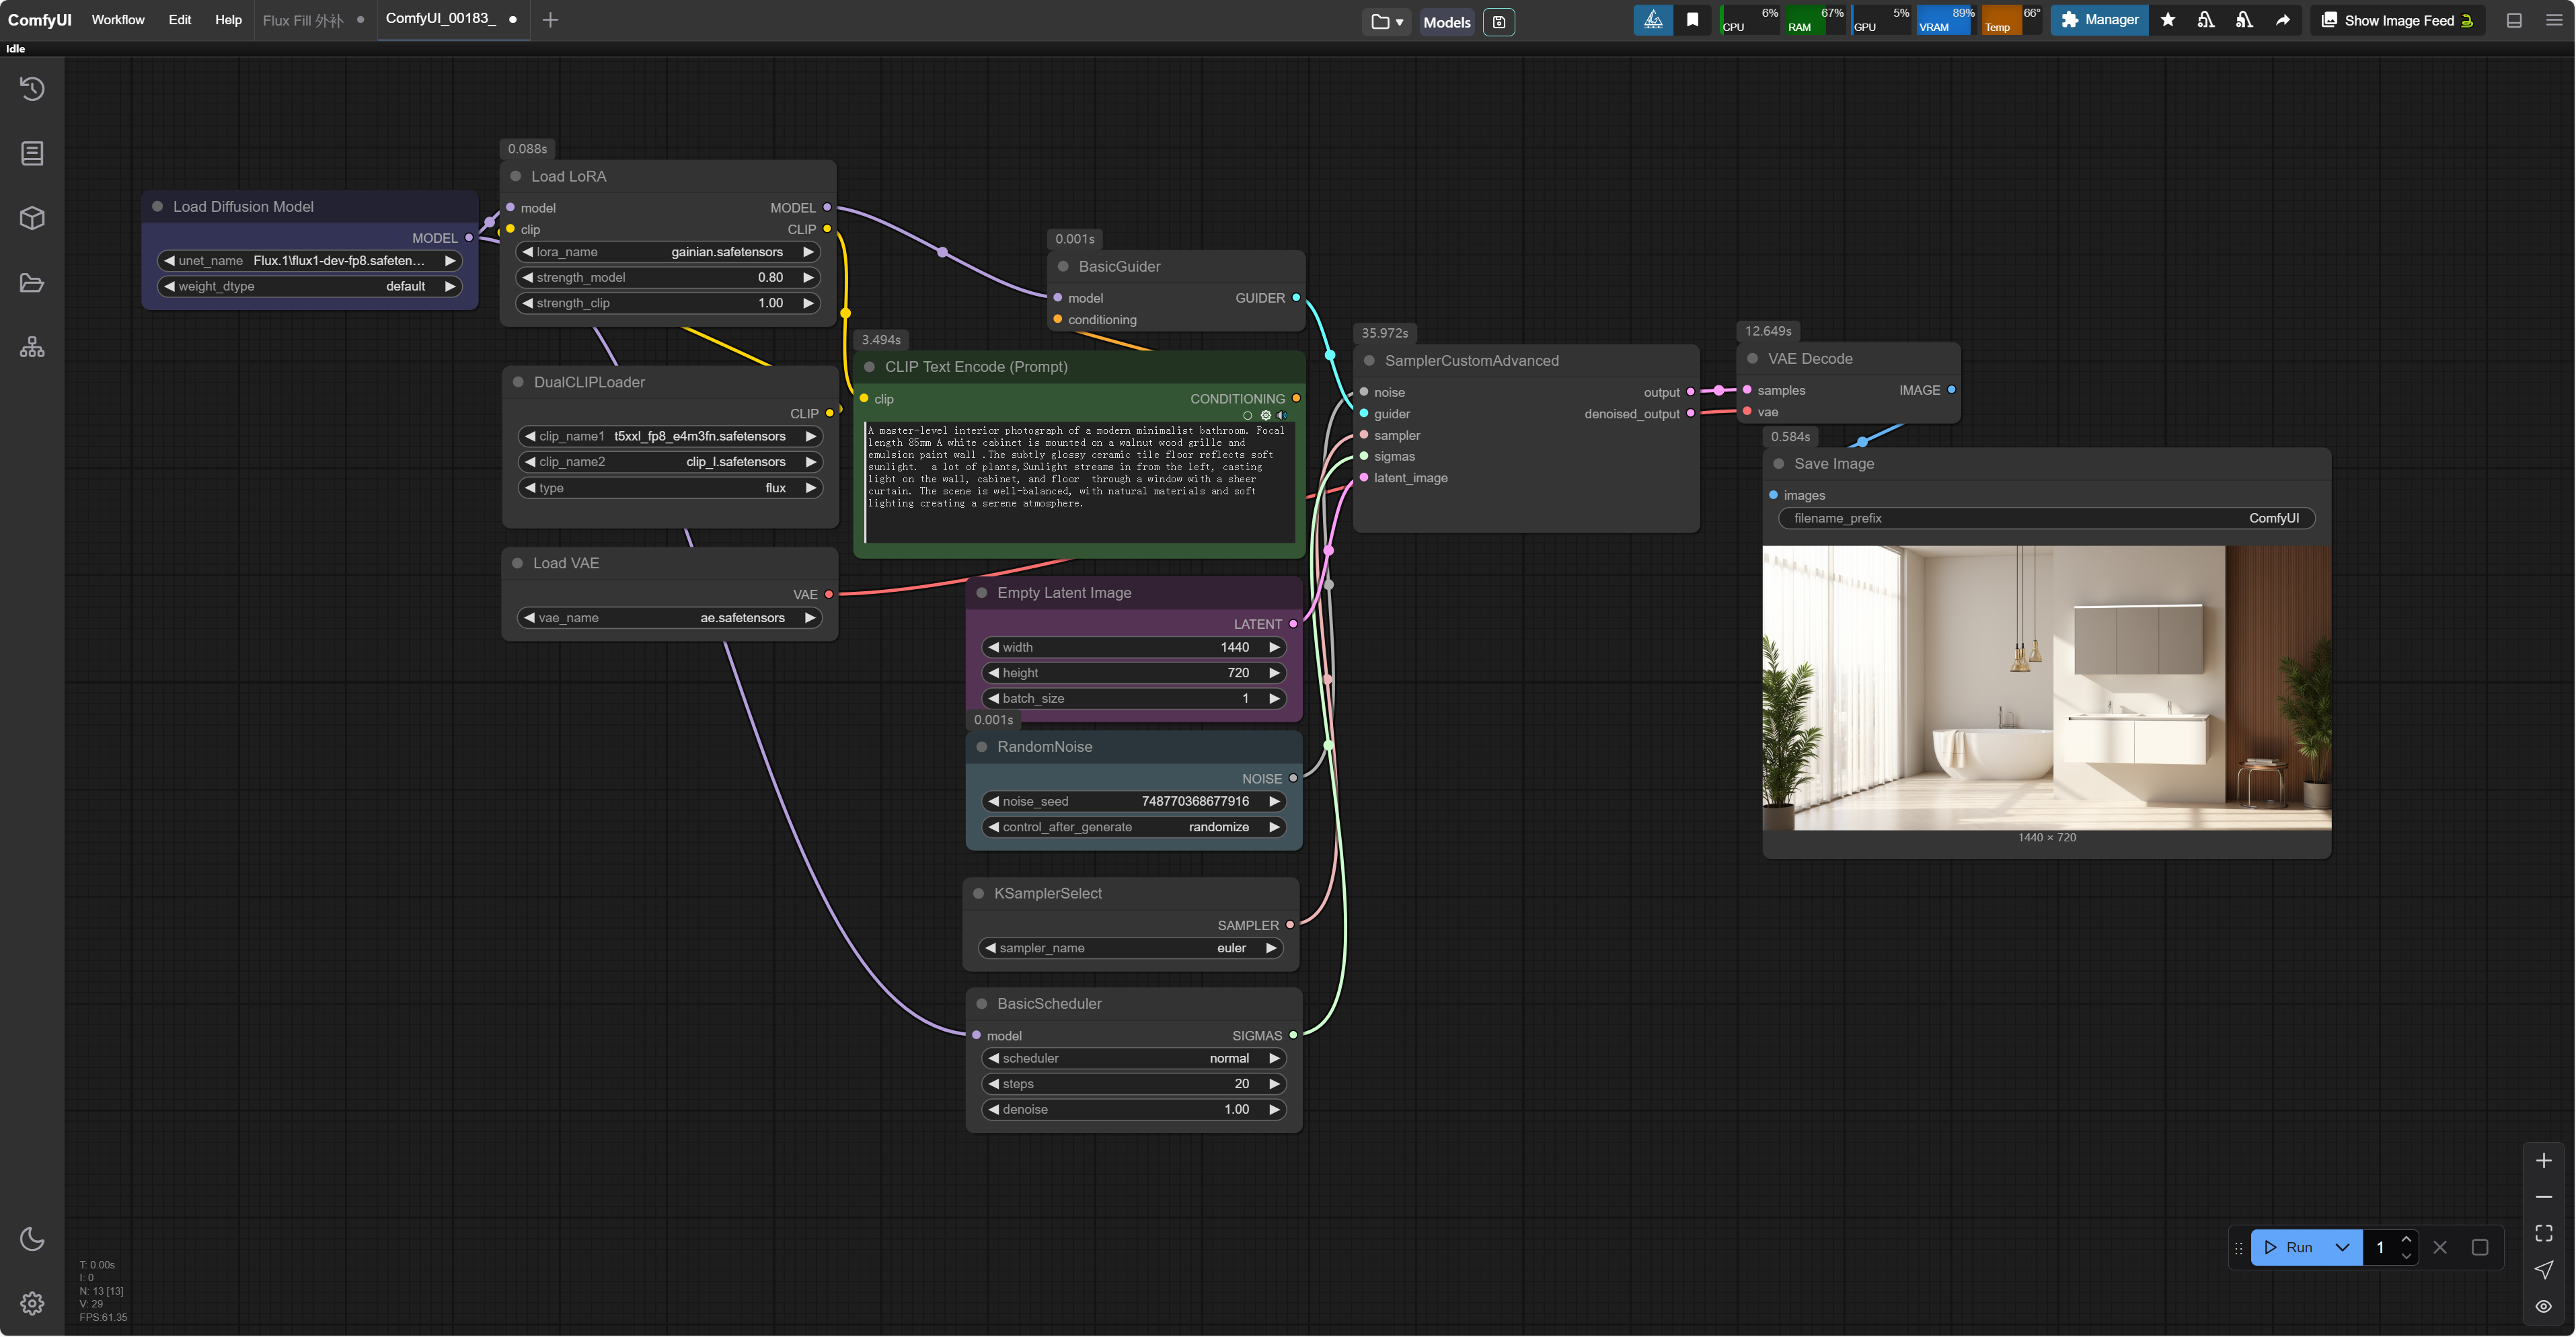 ComfyUI Workflow Edit Help Flux Fill 外补 ComfyUI_00183_
Models
CPU 6% RAM 67% GPU 5% VRAM 89% Temp 66°
Manager
Show Image Feed
Idle
0.088s
Load LoRA
model MODEL
clip CLIP
lora_name gainian.safetensors
strength_model 0.80
strength_clip 1.00
Load Diffusion Model
MODEL
unet_name Flux.1\flux1-dev-fp8.safeten...
weight_dtype default
0.001s
BasicGuider
model GUIDER
conditioning
DualCLIPLoader
CLIP
clip_name1 t5xxl_fp8_e4m3fn.safetensors
clip_name2 clip_l.safetensors
type flux
3.494s
CLIP Text Encode (Prompt)
clip CONDITIONING
A master-level interior photograph of a modern minimalist bathroom. Focal
length 85mm A white cabinet is mounted on a walnut wood grille and
emulsion paint wall .The subtly glossy ceramic tile floor reflects soft
sunlight.  a lot of plants,Sunlight streams in from the left, casting
light on the wall, cabinet, and floor  through a window with a sheer
curtain. The scene is well-balanced, with natural materials and soft
lighting creating a serene atmosphere.
35.972s
SamplerCustomAdvanced
noise output
guider denoised_output
sampler
sigmas
latent_image
12.649s
VAE Decode
samples IMAGE
vae
0.584s
Save Image
images
filename_prefix ComfyUI
1440 × 720
Load VAE
VAE
vae_name ae.safetensors
Empty Latent Image
LATENT
width 1440
height 720
batch_size 1
0.001s
RandomNoise
NOISE
noise_seed 748770368677916
control_after_generate randomize
KSamplerSelect
SAMPLER
sampler_name euler
BasicScheduler
model SIGMAS
scheduler normal
steps 20
denoise 1.00
T: 0.00s
I: 0
N: 13 [13]
V: 29
FPS:61.35
Run 1